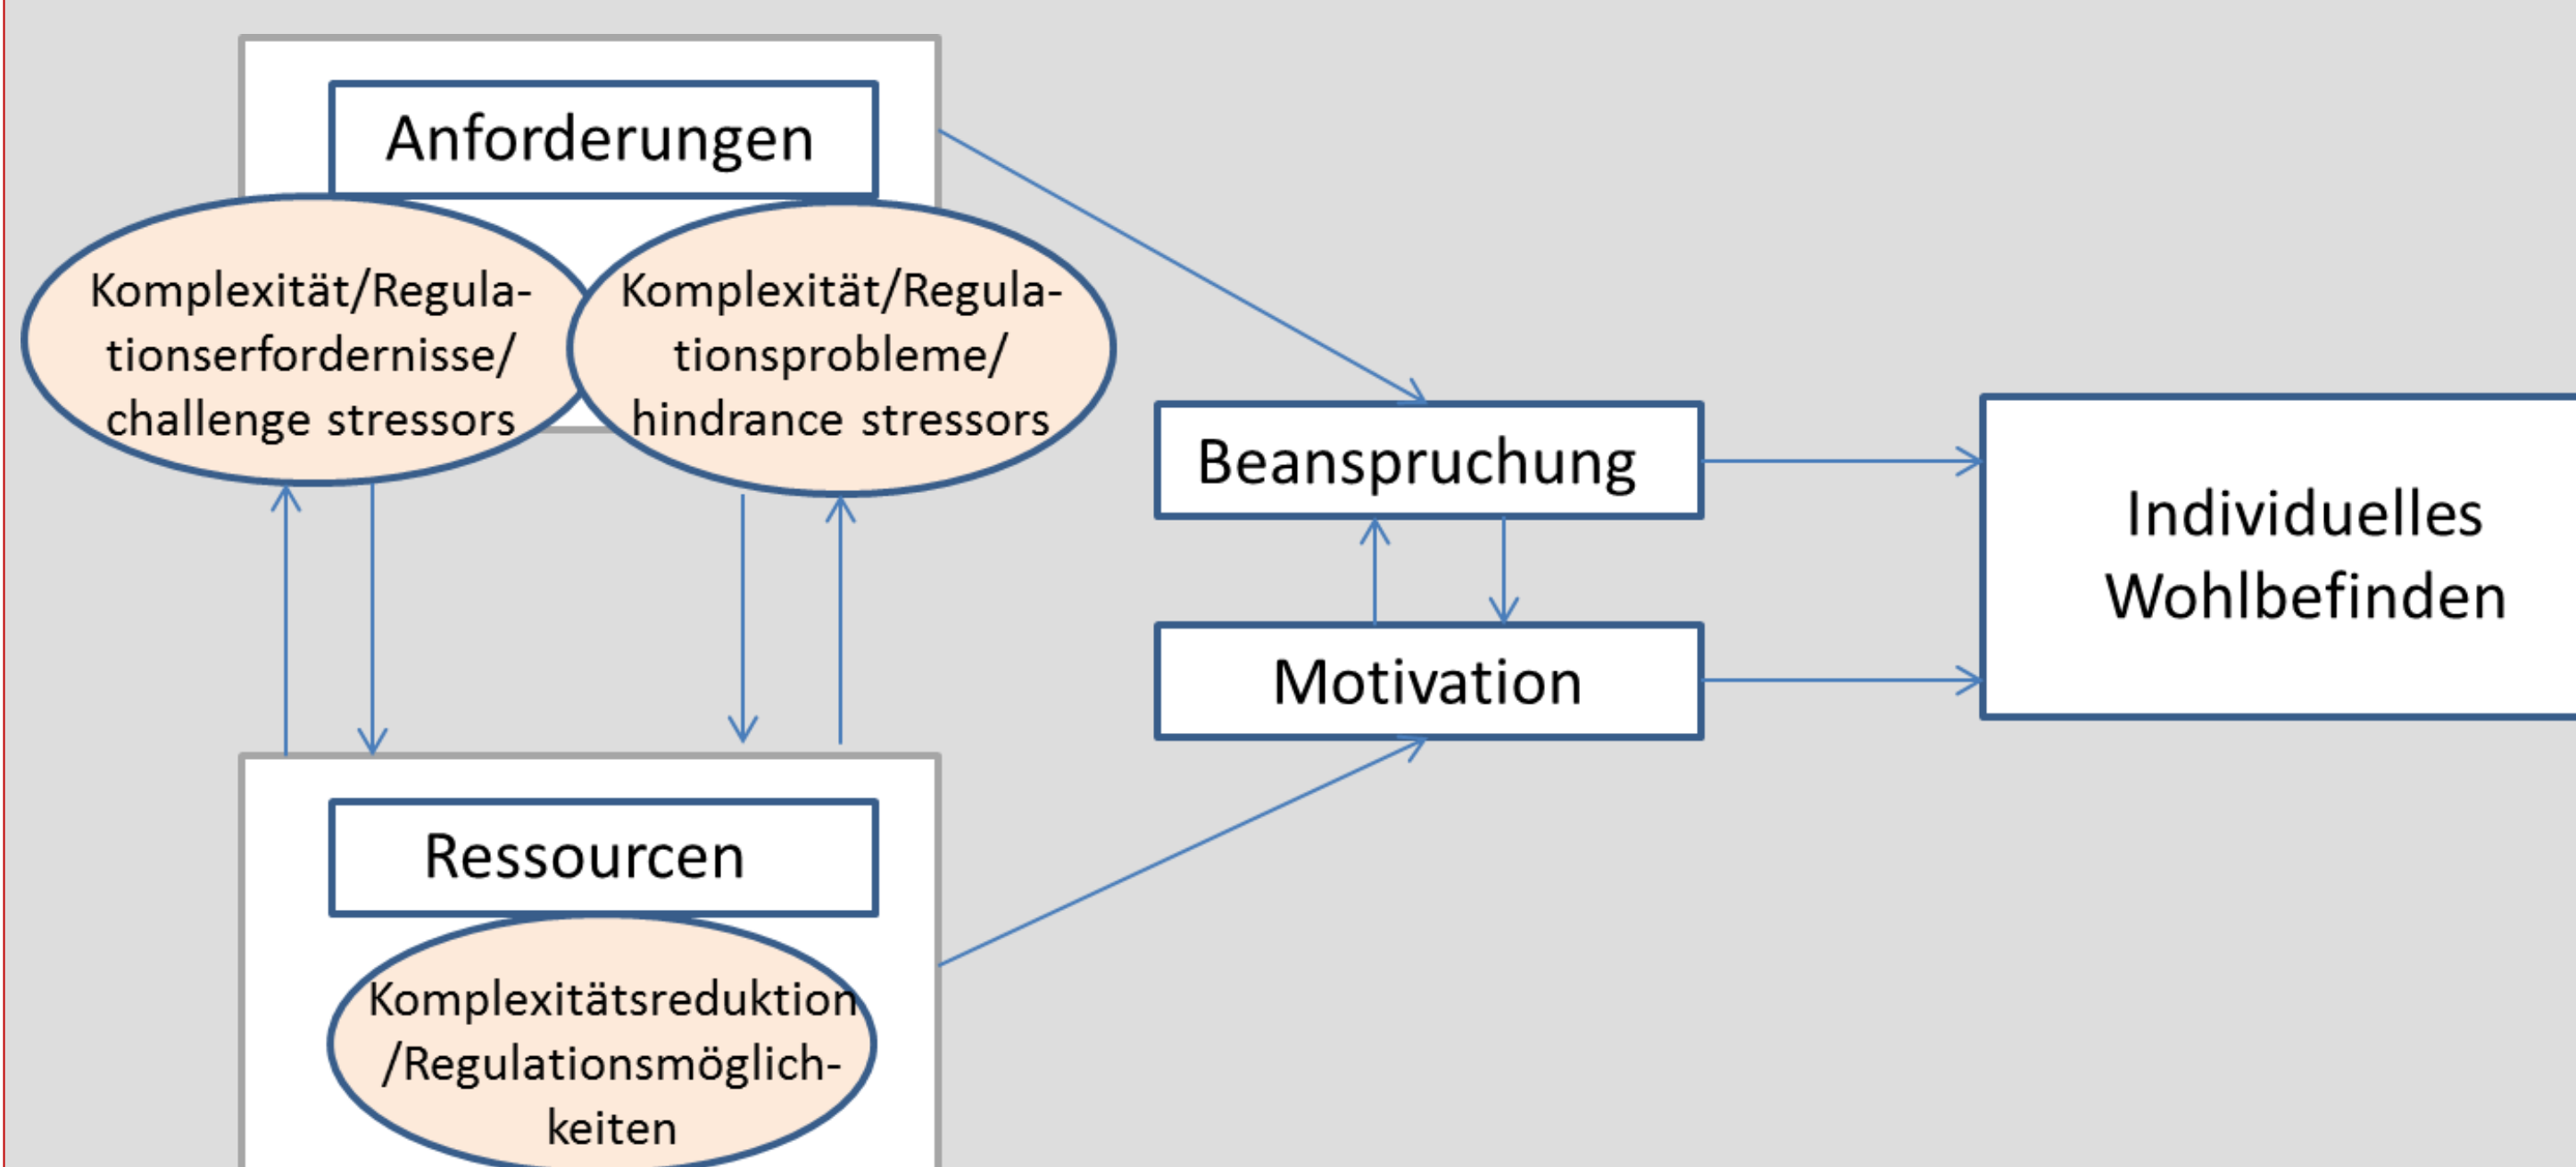 Anforderungen
Komplexität/Regula-
tionserfordernisse/
challenge stressors
Komplexität/Regula-
tionsprobleme/
hindrance stressors
Beanspruchung
Motivation
Individuelles
Wohlbefinden
Ressourcen
Komplexitätsreduktion
/Regulationsmöglich-
keiten